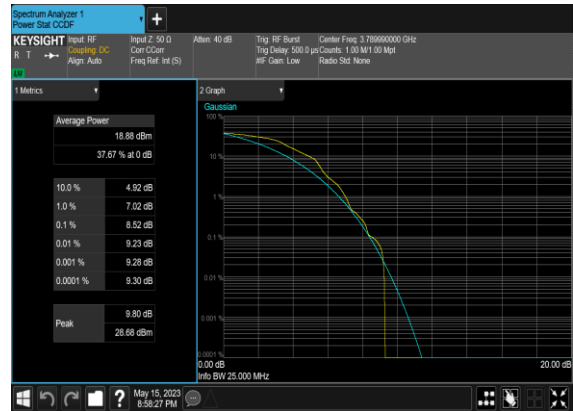 Spectrum Analyzer 1
Power Stat CCDF
KEYSIGHT
R T
LW
Input: RF
Coupling: DC
Align: Auto
Input Z: 50 Ω
Corr CCorr
Freq Ref: Int (S)
Atten: 40 dB
Trig: RF Burst
Trig Delay: 500.0 µs
#IF Gain: Low
Center Freq: 3.789990000 GHz
Counts: 1.00 M/1.00 Mpt
Radio Std: None
1 Metrics
Average Power
18.88 dBm
37.67 % at 0 dB
10.0 % 4.92 dB
1.0 % 7.02 dB
0.1 % 8.52 dB
0.01 % 9.23 dB
0.001 % 9.28 dB
0.0001 % 9.30 dB
Peak 9.80 dB
28.68 dBm
2 Graph
Gaussian
100 %
10 %
1 %
0.1 %
0.01 %
0.001 %
0.0001 %
0.00 dB 20.00 dB
Info BW 25.000 MHz
May 15, 2023
8:58:27 PM